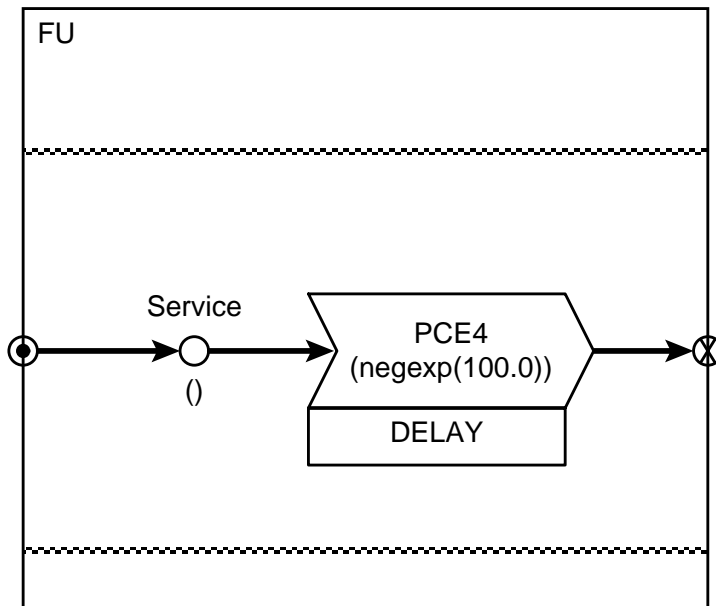 FU
Service
()
PCE4
(negexp(100.0))
DELAY